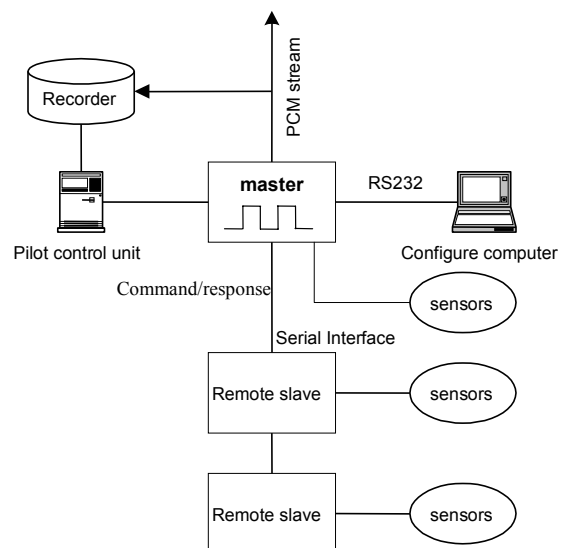 PCM stream
Recorder
master
RS232
Pilot control unit
Configure computer
Command/response
sensors
Serial Interface
Remote slave
sensors
Remote slave
sensors